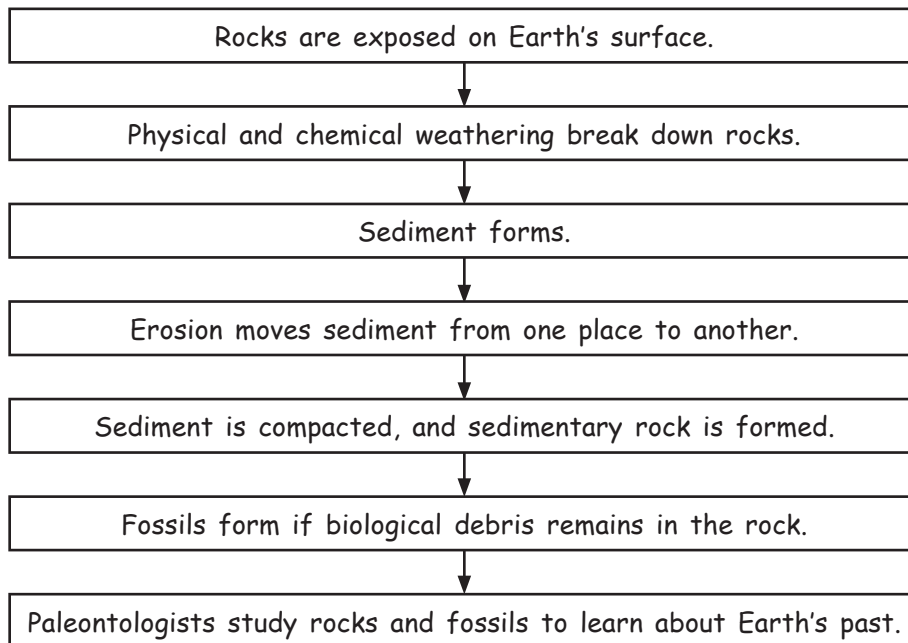 Rocks are exposed on Earth's surface.
Physical and chemical weathering break down rocks.
Sediment forms.
Erosion moves sediment from one place to another.
Sediment is compacted, and sedimentary rock is formed.
Fossils form if biological debris remains in the rock.
Paleontologists study rocks and fossils to learn about Earth's past.